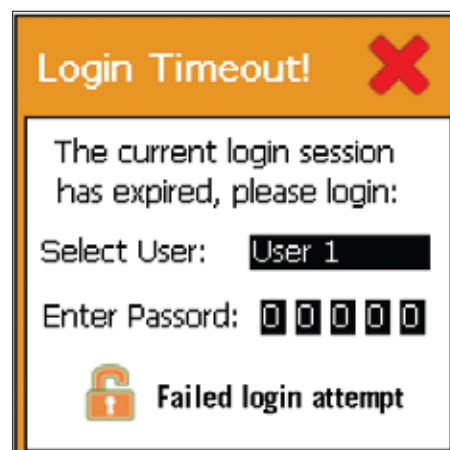 Login Timeout!
The current login session
has expired, please login:
Select User: User 1
Enter Passord: 0 0 0 0 0
Failed login attempt